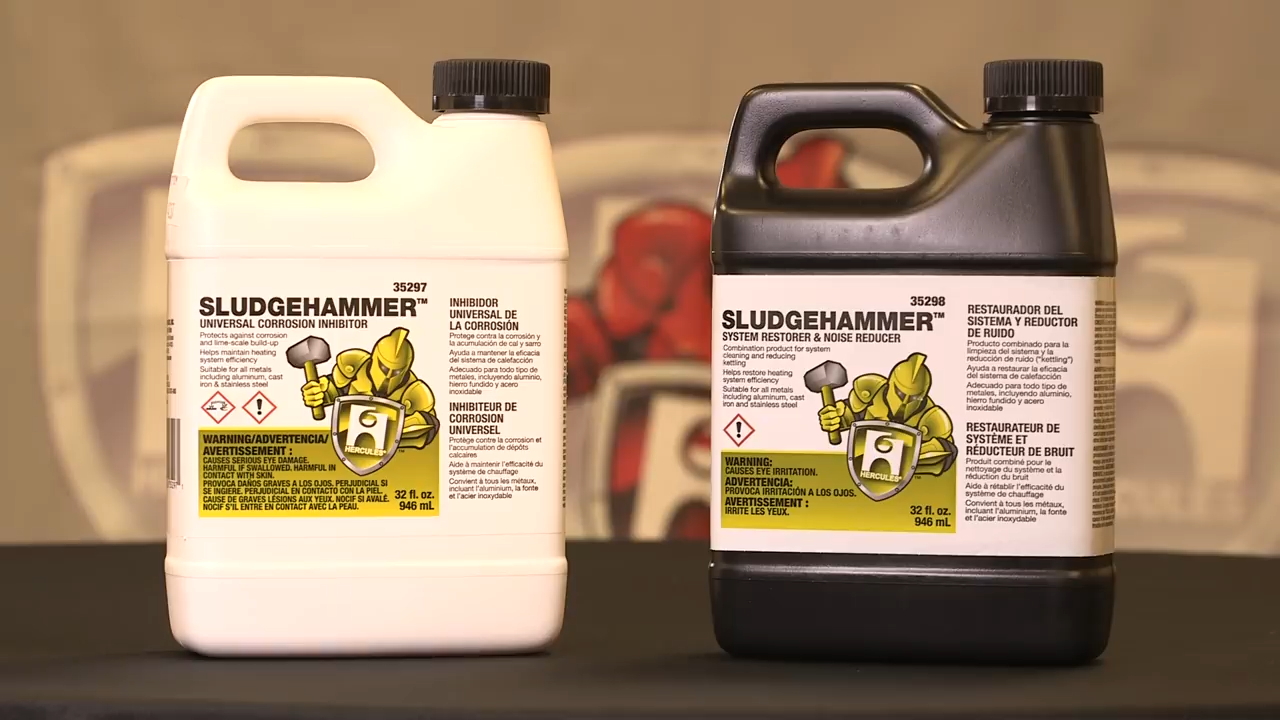 35297
SLUDGEHAMMER™
UNIVERSAL CORROSION INHIBITOR
Protects against corrosion
and lime-scale build-up
Helps maintain heating
system efficiency
Suitable for all metals
including aluminum, cast
iron & stainless steel
HERCULES®
WARNING/ADVERTENCIA/
AVERTISSEMENT :
CAUSES SERIOUS EYE DAMAGE.
HARMFUL IF SWALLOWED. HARMFUL IN
CONTACT WITH SKIN.
PROVOCA DAÑOS GRAVES A LOS OJOS. PERJUDICIAL SI
SE INGIERE. PERJUDICIAL EN CONTACTO CON LA PIEL.
CAUSE DE GRAVES LÉSIONS AUX YEUX. NOCIF SI AVALÉ.
NOCIF S'IL ENTRE EN CONTACT AVEC LA PEAU.
32 fl. oz.
946 mL
INHIBIDOR
UNIVERSAL DE
LA CORROSIÓN
Protege contra la corrosión y
la acumulación de cal y sarro
Ayuda a mantener la eficacia
del sistema de calefacción
Adecuado para todo tipo de
metales, incluyendo aluminio,
hierro fundido y acero
inoxidable
INHIBITEUR DE
CORROSION
UNIVERSEL
Protège contre la corrosion et
l'accumulation de dépôts
calcaires
Aide à maintenir l'efficacité du
système de chauffage
Convient à tous les métaux,
incluant l'aluminium, la fonte
et l'acier inoxydable
35298
SLUDGEHAMMER™
SYSTEM RESTORER & NOISE REDUCER
Combination product for system
cleaning and reducing
kettling
Helps restore heating
system efficiency
Suitable for all metals
including aluminum, cast
iron and stainless steel
HERCULES®
WARNING:
CAUSES EYE IRRITATION.
ADVERTENCIA:
PROVOCA IRRITACIÓN A LOS OJOS.
AVERTISSEMENT :
IRRITE LES YEUX.
32 fl. oz.
946 mL
RESTAURADOR DEL
SISTEMA Y REDUCTOR
DE RUIDO
Producto combinado para la
limpieza del sistema y la
reducción de ruido ("kettling")
Ayuda a restaurar la eficacia
del sistema de calefacción
Adecuado para todo tipo de
metales, incluyendo aluminio,
hierro fundido y acero
inoxidable
RESTAURATEUR DE
SYSTÈME ET
RÉDUCTEUR DE BRUIT
Produit combiné pour le
nettoyage du système et la
réduction du bruit
Aide à rétablir l'efficacité du
système de chauffage
Convient à tous les métaux,
incluant l'aluminium, la fonte
et l'acier inoxydable